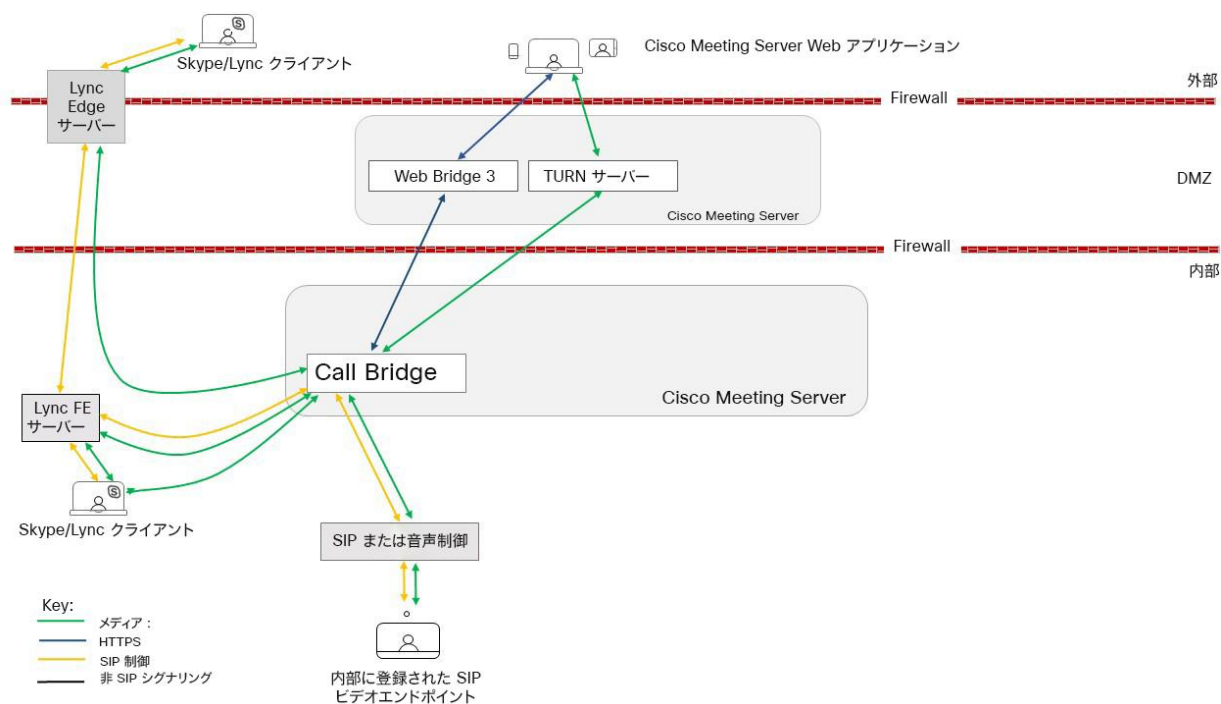 Skype/Lync クライアント
Cisco Meeting Server Web アプリケーション
外部
Lync
Edge
サーバー
Firewall
Web Bridge 3
TURN サーバー
DMZ
Cisco Meeting Server
Firewall
内部
Call Bridge
Cisco Meeting Server
Lync FE
サーバー
Skype/Lync クライアント
SIP または音声制御
Key:
メディア :
HTTPS
SIP 制御
非 SIP シグナリング
内部に登録された SIP
ビデオエンドポイント